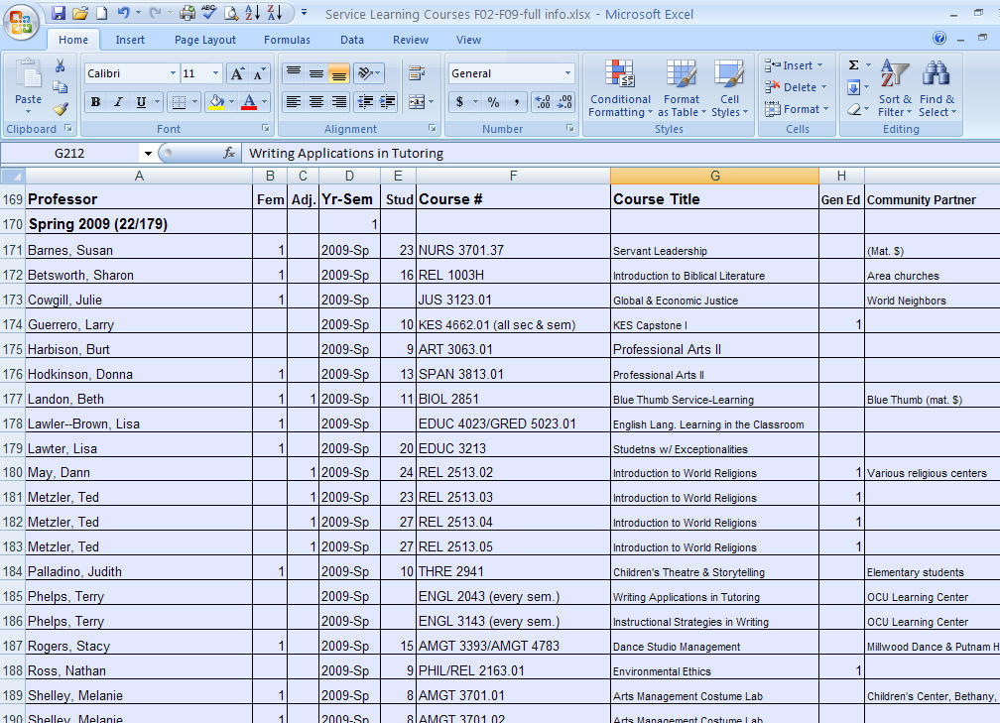 Service Learning Courses F02-F09-full info.xlsx - Microsoft Excel
Home Insert Page Layout Formulas Data Review View
Calibri 11 General
Paste B I U $ % , Conditional Formatting Format as Table Cell Styles Insert Delete Format Σ Sort & Filter Find & Select
Clipboard Font Alignment Number Styles Cells Editing
G212 fx Writing Applications in Tutoring
A B C D E F G H
169 Professor Fem Adj. Yr-Sem Stud Course # Course Title Gen Ed Community Partner
170 Spring 2009 (22/179) 1
171 Barnes, Susan 1 2009-Sp 23 NURS 3701.37 Servant Leadership (Mat. $)
172 Betsworth, Sharon 1 2009-Sp 16 REL 1003H Introduction to Biblical Literature Area churches
173 Cowgill, Julie 1 2009-Sp JUS 3123.01 Global & Economic Justice World Neighbors
174 Guerrero, Larry 2009-Sp 10 KES 4662.01 (all sec & sem) KES Capstone I 1
175 Harbison, Burt 2009-Sp 9 ART 3063.01 Professional Arts II
176 Hodkinson, Donna 1 2009-Sp 13 SPAN 3813.01 Professional Arts II
177 Landon, Beth 1 1 2009-Sp 11 BIOL 2851 Blue Thumb Service-Learning Blue Thumb (mat. $)
178 Lawler--Brown, Lisa 1 2009-Sp EDUC 4023/GRED 5023.01 English Lang. Learning in the Classroom
179 Lawter, Lisa 1 2009-Sp 20 EDUC 3213 Studetns w/ Exceptionalities
180 May, Dann 1 2009-Sp 24 REL 2513.02 Introduction to World Religions 1 Various religious centers
181 Metzler, Ted 1 2009-Sp 23 REL 2513.03 Introduction to World Religions 1
182 Metzler, Ted 1 2009-Sp 27 REL 2513.04 Introduction to World Religions 1
183 Metzler, Ted 1 2009-Sp 27 REL 2513.05 Introduction to World Religions 1
184 Palladino, Judith 1 2009-Sp 10 THRE 2941 Children's Theatre & Storytelling Elementary students
185 Phelps, Terry 2009-Sp ENGL 2043 (every sem.) Writing Applications in Tutoring OCU Learning Center
186 Phelps, Terry 2009-Sp ENGL 3143 (every sem.) Instructional Strategies in Writing OCU Learning Center
187 Rogers, Stacy 1 2009-Sp 15 AMGT 3393/AMGT 4783 Dance Studio Management Millwood Dance & Putnam H
188 Ross, Nathan 2009-Sp 9 PHIL/REL 2163.01 Environmental Ethics 1
189 Shelley, Melanie 1 2009-Sp 8 AMGT 3701.01 Arts Management Costume Lab Children's Center, Bethany,
190 Shelley, Melanie 1 2009-Sp 8 AMGT 3701.02 Arts Management Costume Lab